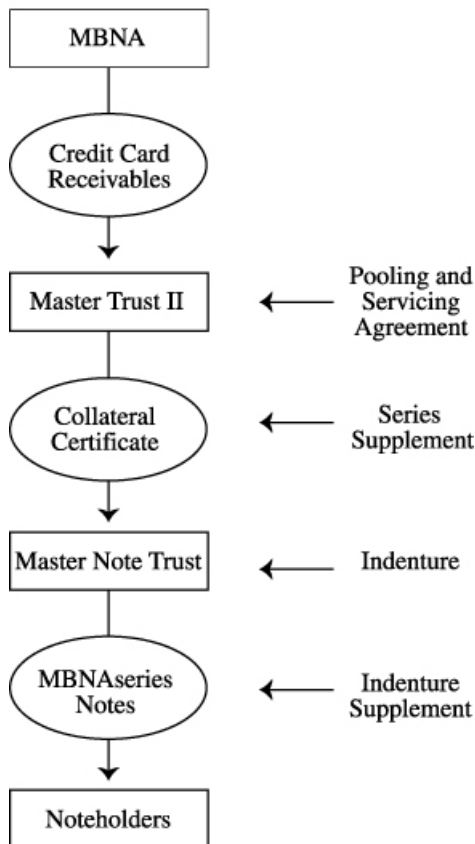 MBNA
Credit Card
Receivables
Master Trust II
Pooling and
Servicing
Agreement
Collateral
Certificate
Series
Supplement
Master Note Trust
Indenture
MBNAseries
Notes
Indenture
Supplement
Noteholders